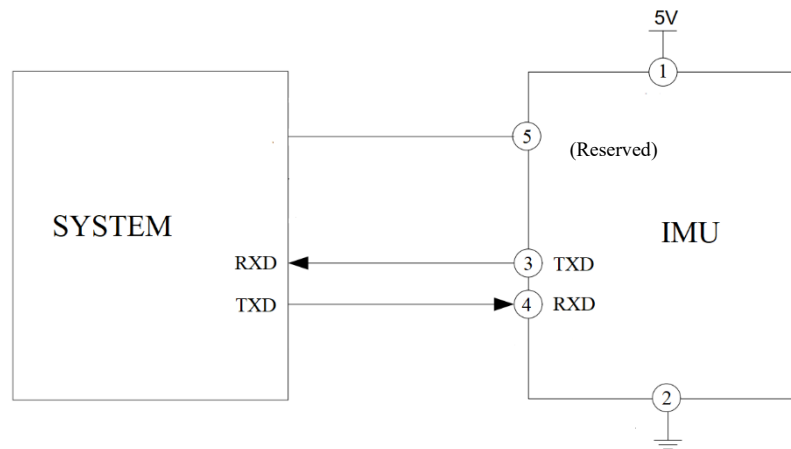 5V
1
5
(Reserved)
SYSTEM
IMU
RXD
3
TXD
TXD
4
RXD
2